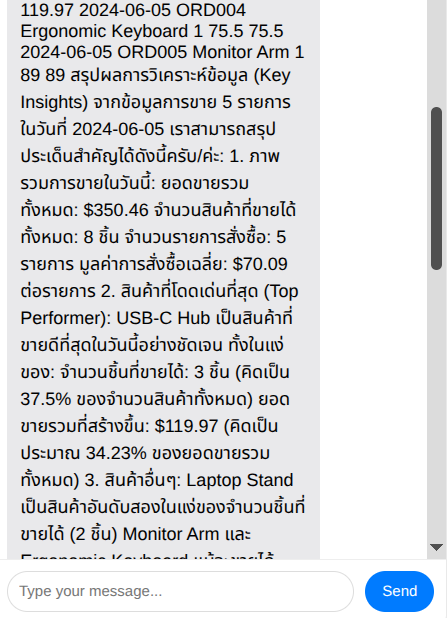 119.97 2024-06-05 ORD004
Ergonomic Keyboard 1 75.5 75.5
2024-06-05 ORD005 Monitor Arm 1
89 89 สรุปผลการวิเคราะห์ข้อมูล (Key
Insights) จากข้อมูลการขาย 5 รายการ
ในวันที่ 2024-06-05 เราสามารถสรุป
ประเด็นสำคัญได้ดังนี้ครับ/ค่ะ: 1. ภาพ
รวมการขายในวันนี้: ยอดขายรวม
ทั้งหมด: $350.46 จำนวนสินค้าที่ขายได้
ทั้งหมด: 8 ชิ้น จำนวนรายการสั่งซื้อ: 5
รายการ มูลค่าการสั่งซื้อเฉลี่ย: $70.09
ต่อรายการ 2. สินค้าที่โดดเด่นที่สุด (Top
Performer): USB-C Hub เป็นสินค้าที่
ขายดีที่สุดในวันนี้อย่างชัดเจน ทั้งในแง่
ของ: จำนวนชิ้นที่ขายได้: 3 ชิ้น (คิดเป็น
37.5% ของจำนวนสินค้าทั้งหมด) ยอด
ขายรวมที่สร้างขึ้น: $119.97 (คิดเป็น
ประมาณ 34.23% ของยอดขายรวม
ทั้งหมด) 3. สินค้าอื่นๆ: Laptop Stand
เป็นสินค้าอันดับสองในแง่ของจำนวนชิ้นที่
ขายได้ (2 ชิ้น) Monitor Arm และ
Ergonomic Keyboard
Type your message...
Send